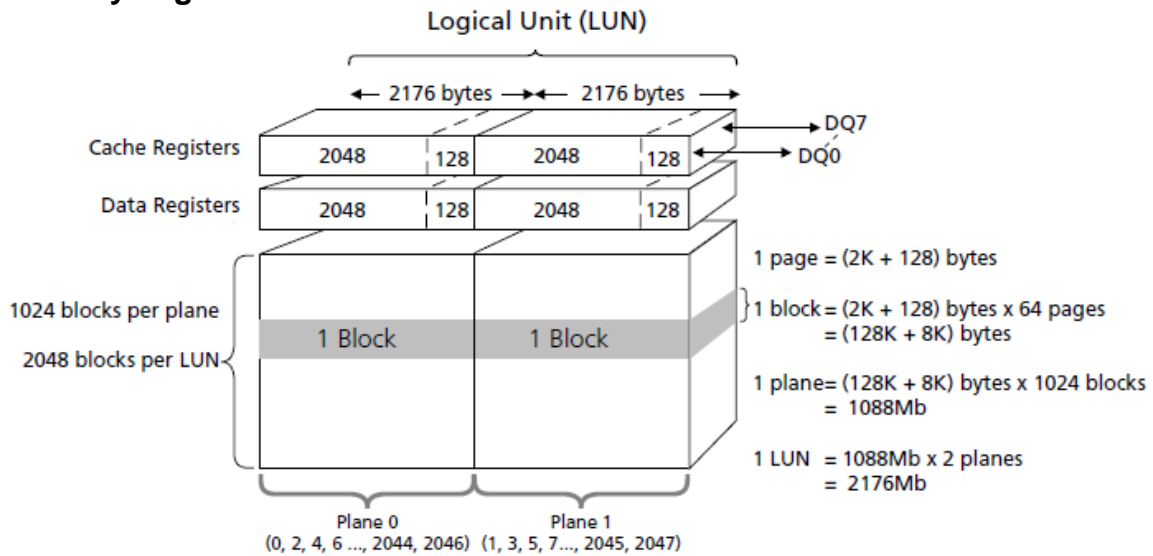 Logical Unit (LUN)
2176 bytes 2176 bytes
Cache Registers 2048 128 2048 128 DQ7
DQ0
Data Registers 2048 128 2048 128
1 page = (2K + 128) bytes
1024 blocks per plane
2048 blocks per LUN
1 Block 1 Block
1 block = (2K + 128) bytes x 64 pages
= (128K + 8K) bytes
1 plane= (128K + 8K) bytes x 1024 blocks
= 1088Mb
1 LUN = 1088Mb x 2 planes
= 2176Mb
Plane 0
(0, 2, 4, 6 ..., 2044, 2046)
Plane 1
(1, 3, 5, 7..., 2045, 2047)